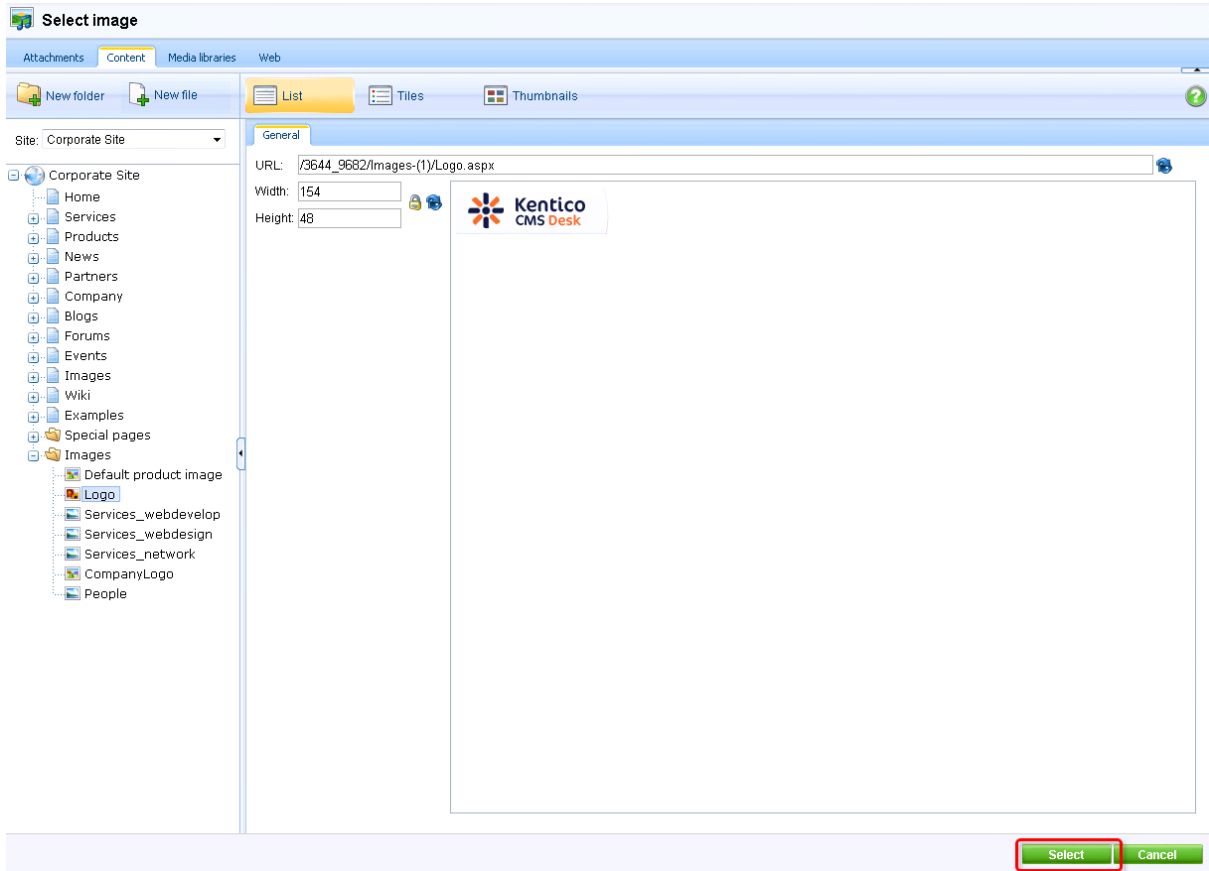 Select image
Attachments Content Media libraries Web
New folder New file List Tiles Thumbnails
Site: Corporate Site
General
URL: /3644_9682/Images-(1)/Logo.aspx
Width: 154
Height: 48
Kentico
CMS Desk
Corporate Site
Home
Services
Products
News
Partners
Company
Blogs
Forums
Events
Images
Wiki
Examples
Special pages
Images
Default product image
Logo
Services_webdevelop
Services_webdesign
Services_network
CompanyLogo
People
Select Cancel